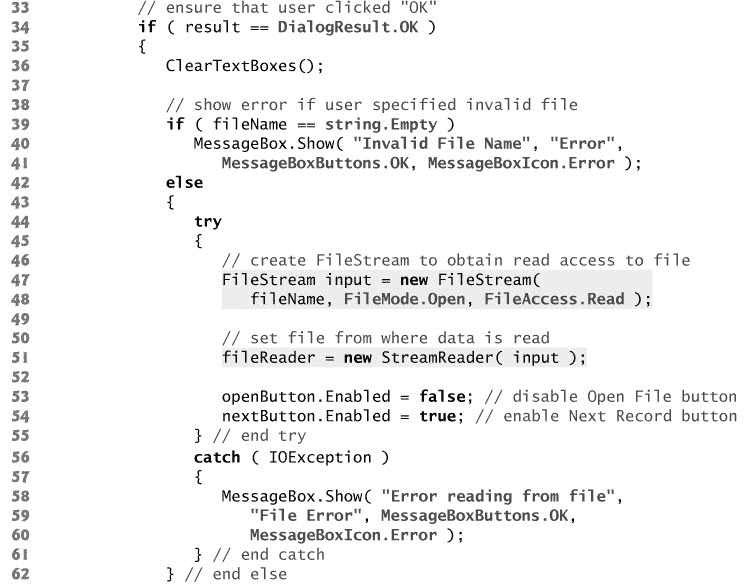 33 // ensure that user clicked "OK"
34 if ( result == DialogResult.OK )
35 {
36 ClearTextBoxes();
37
38 // show error if user specified invalid file
39 if ( fileName == string.Empty )
40 MessageBox.Show( "Invalid File Name", "Error",
41 MessageBoxButtons.OK, MessageBoxIcon.Error );
42 else
43 {
44 try
45 {
46 // create FileStream to obtain read access to file
47 FileStream input = new FileStream(
48 fileName, FileMode.Open, FileAccess.Read );
49
50 // set file from where data is read
51 fileReader = new StreamReader( input );
52
53 openButton.Enabled = false; // disable Open File button
54 nextButton.Enabled = true; // enable Next Record button
55 } // end try
56 catch ( IOException )
57 {
58 MessageBox.Show( "Error reading from file",
59 "File Error", MessageBoxButtons.OK,
60 MessageBoxIcon.Error );
61 } // end catch
62 } // end else